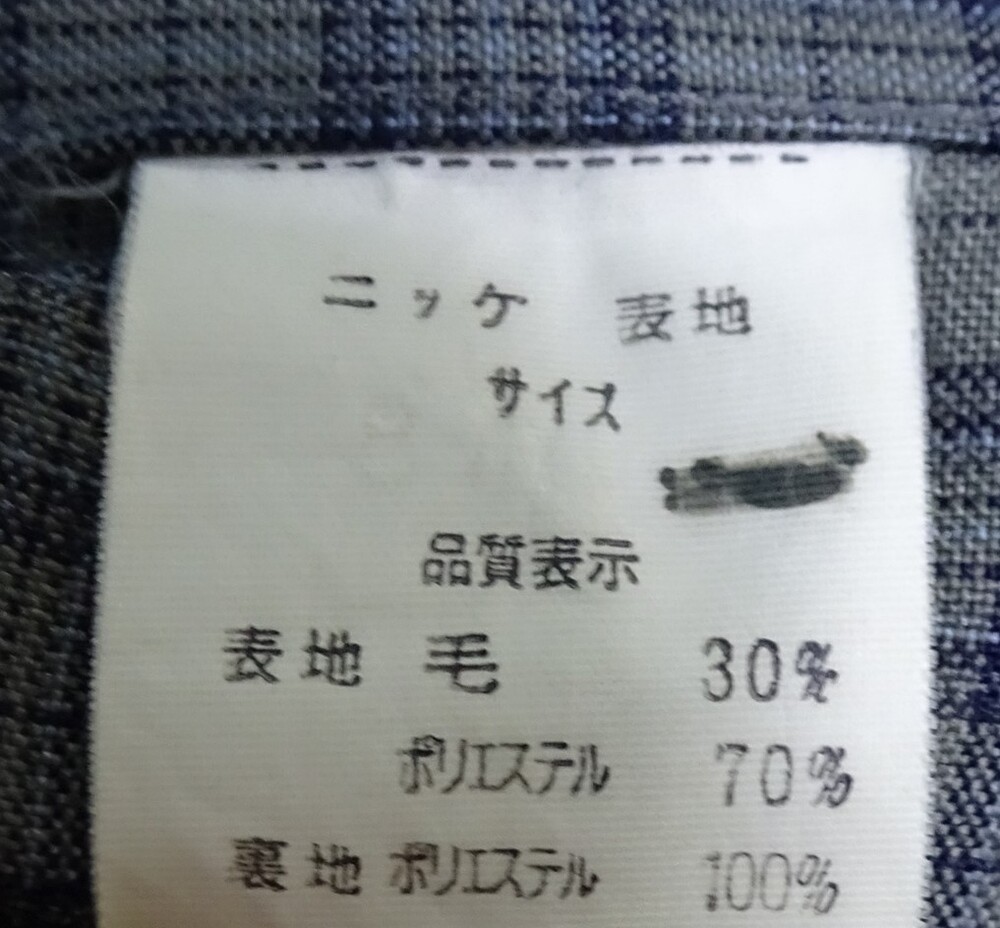 ニッケ 表地
サイズ
品質表示
表地 毛 30%
ポリエステル 70%
裏地 ポリエステル 100%